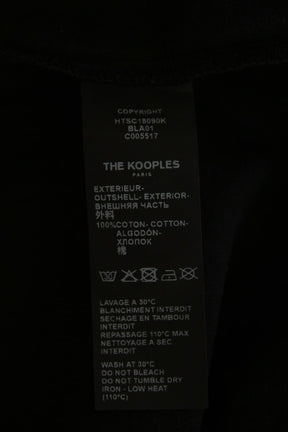 COPYRIGHT
HTSC18090K
BLA01
C005517
THE KOOPLES
PARIS
EXTERIEUR-
OUTSHELL- EXTERIOR-
ВНЕШНЯЯ ЧАСТЬ
外料
100%COTON- COTTON-
ALGODÓN-
ХЛОПОК
棉
LAVAGE A 30°C
BLANCHIMENT INTERDIT
SECHAGE EN TAMBOUR
INTERDIT
REPASSAGE 110°C MAX
NETTOYAGE A SEC
INTERDIT
WASH AT 30°C
DO NOT BLEACH
DO NOT TUMBLE DRY
IRON - LOW HEAT
(110°C)